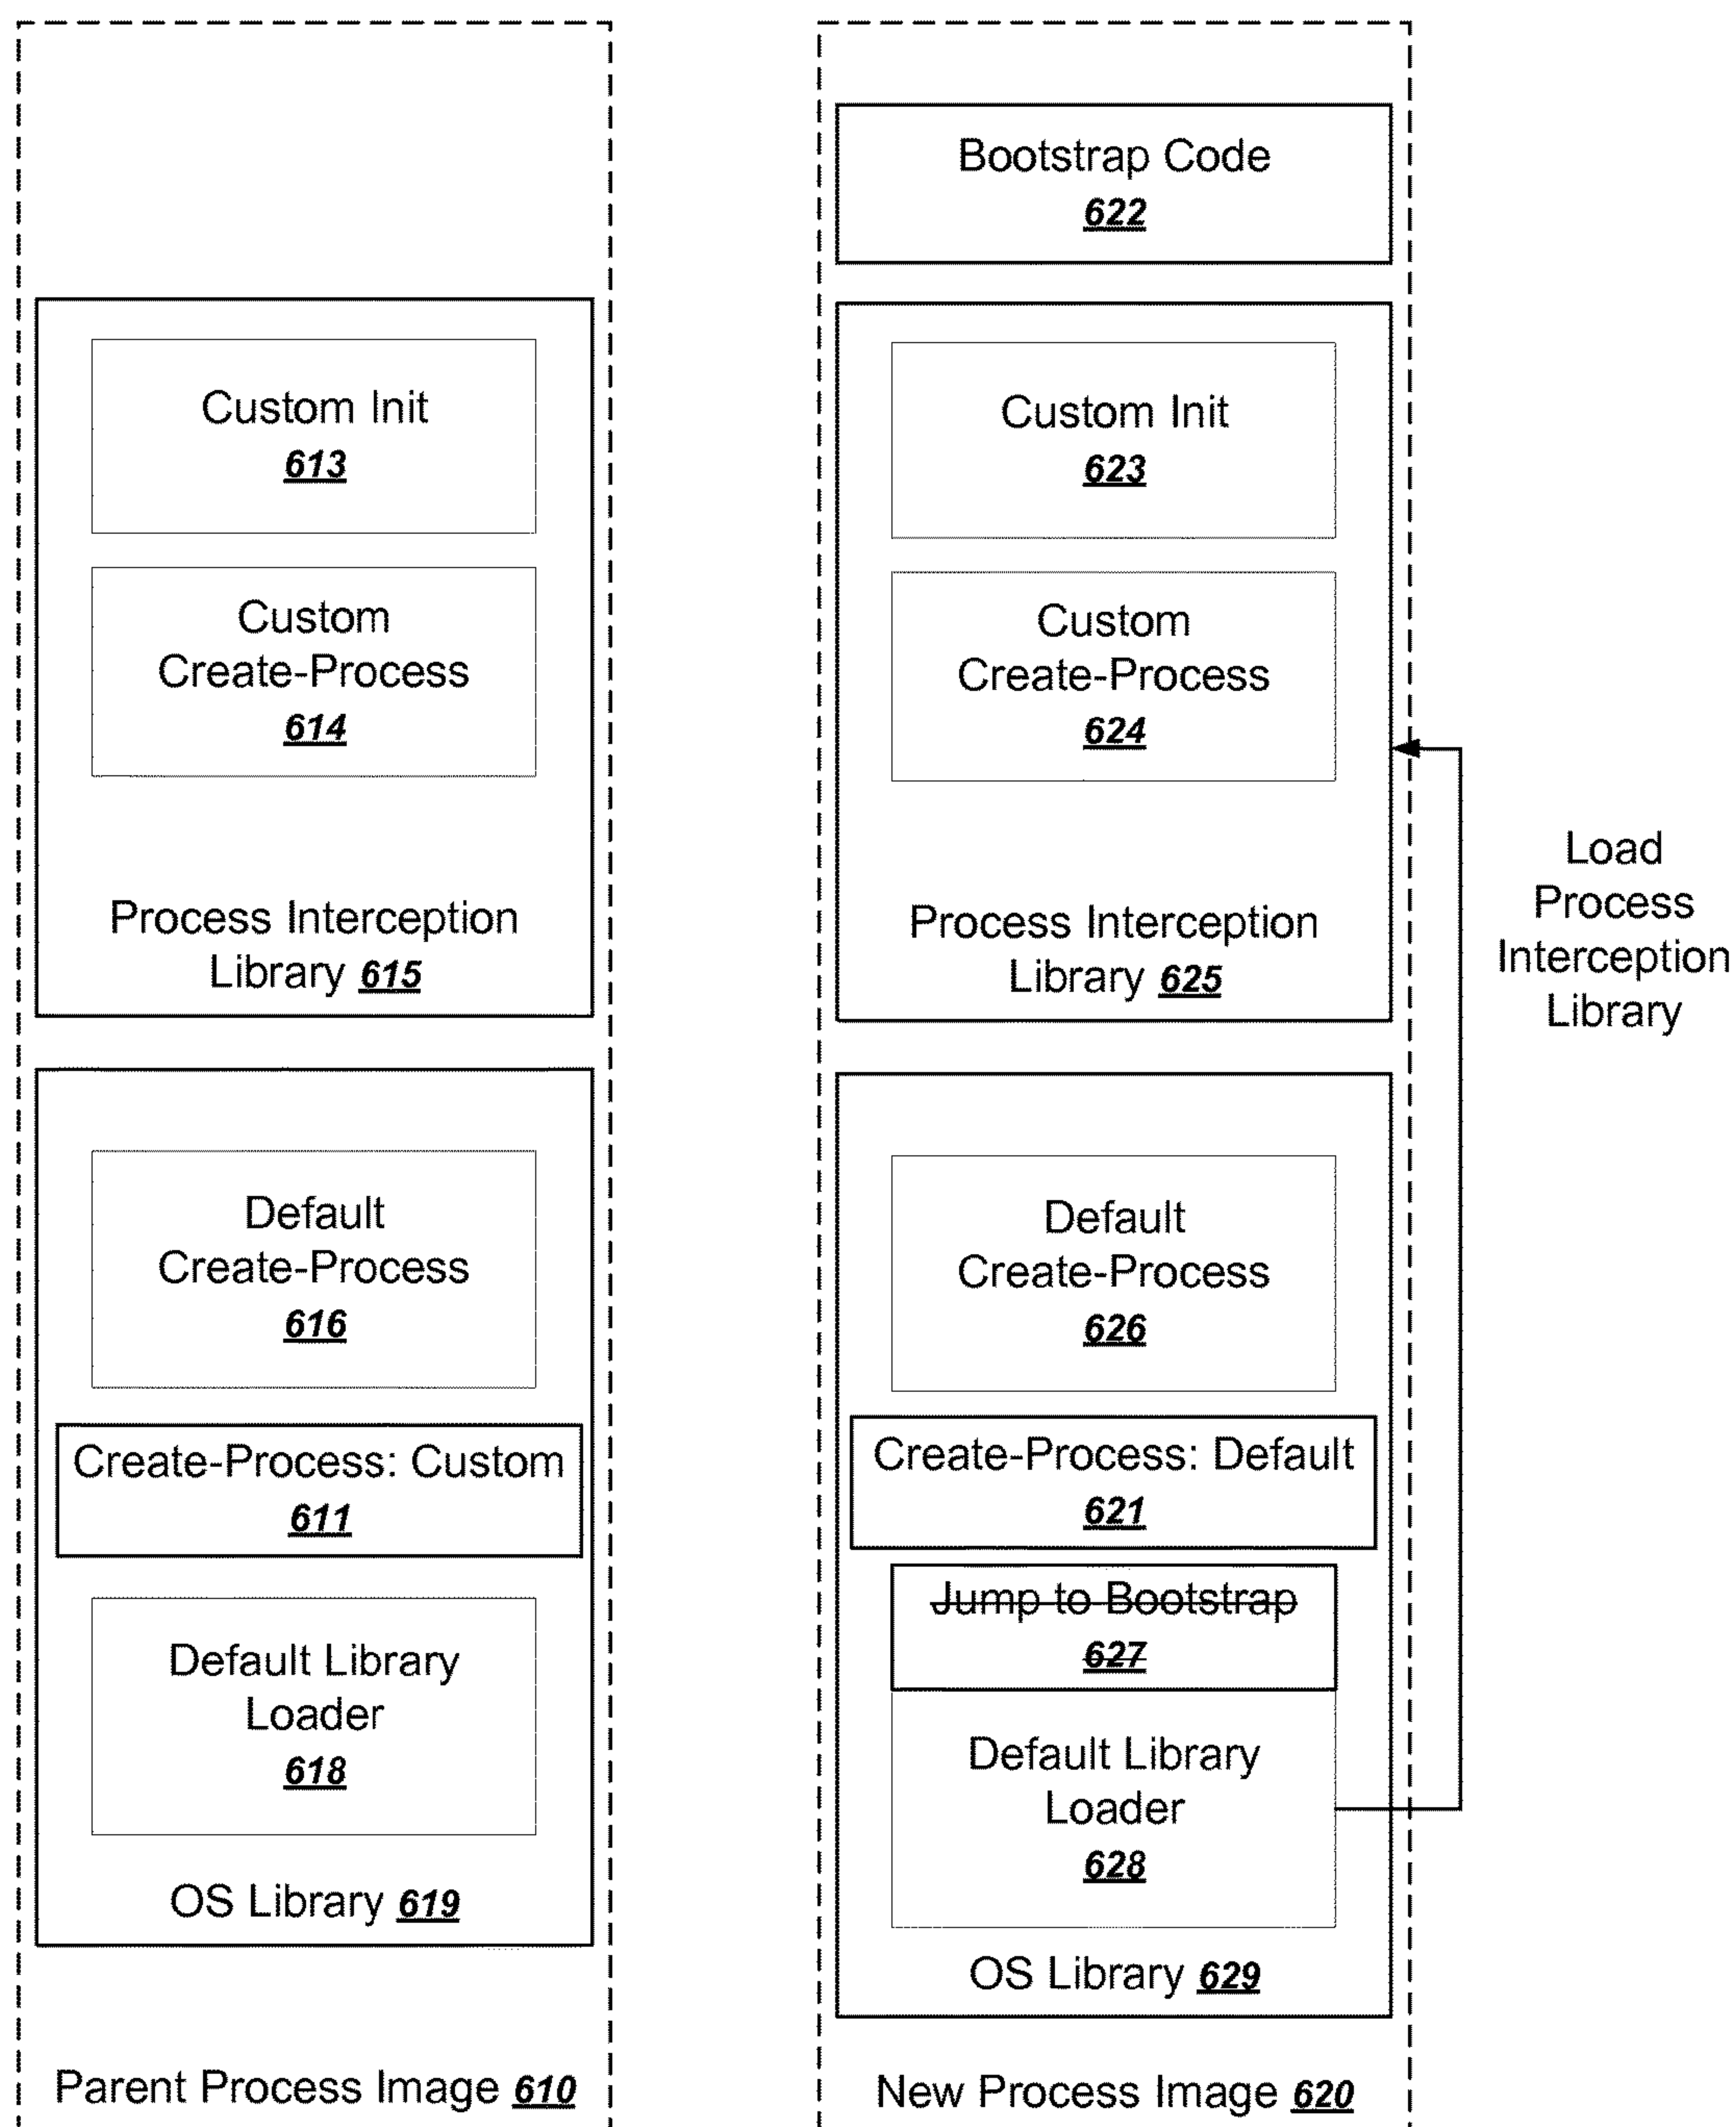 Custom Init
613
Custom
Create-Process
614
Process Interception
Library 615
Default
Create-Process
616
Create-Process: Custom
611
Default Library
Loader
618
OS Library 619
Parent Process Image 610
Bootstrap Code
622
Custom Init
623
Custom
Create-Process
624
Process Interception
Library 625
Default
Create-Process
626
Create-Process: Default
621
Jump to Bootstrap
627
Default Library
Loader
628
OS Library 629
New Process Image 620
Load
Process
Interception
Library